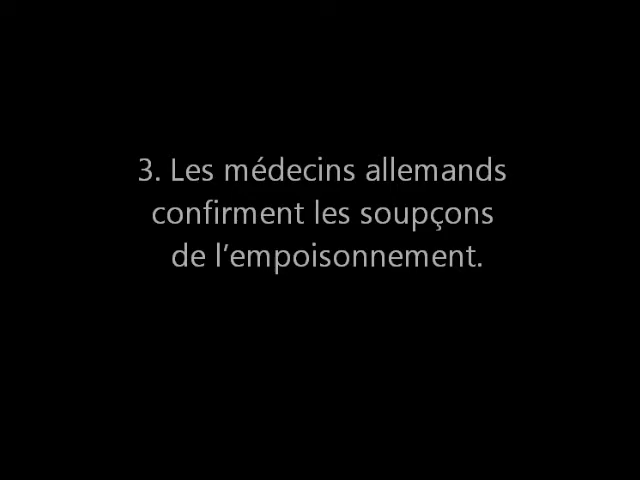 3. Les médecins allemands
confirment les soupçons
de l’empoisonnement.